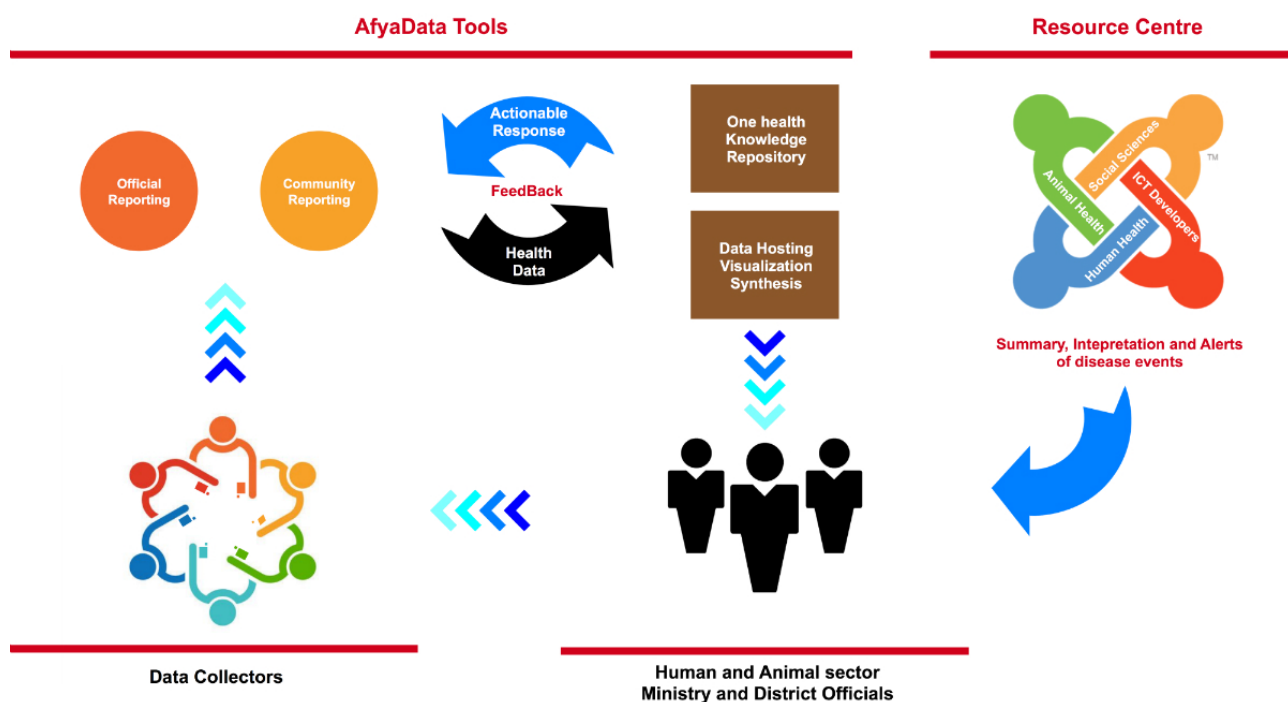 AfyaData Tools
Resource Centre
Official
Reporting
Community
Reporting
Actionable
Response
FeedBack
Health
Data
One health
Knowledge
Repository
Data Hosting
Visualization
Synthesis
Animal Health
Social Sciences
ICT Developers
Human Health
TM
Summary, Intepretation and Alerts
of disease events
Data Collectors
Human and Animal sector
Ministry and District Officials